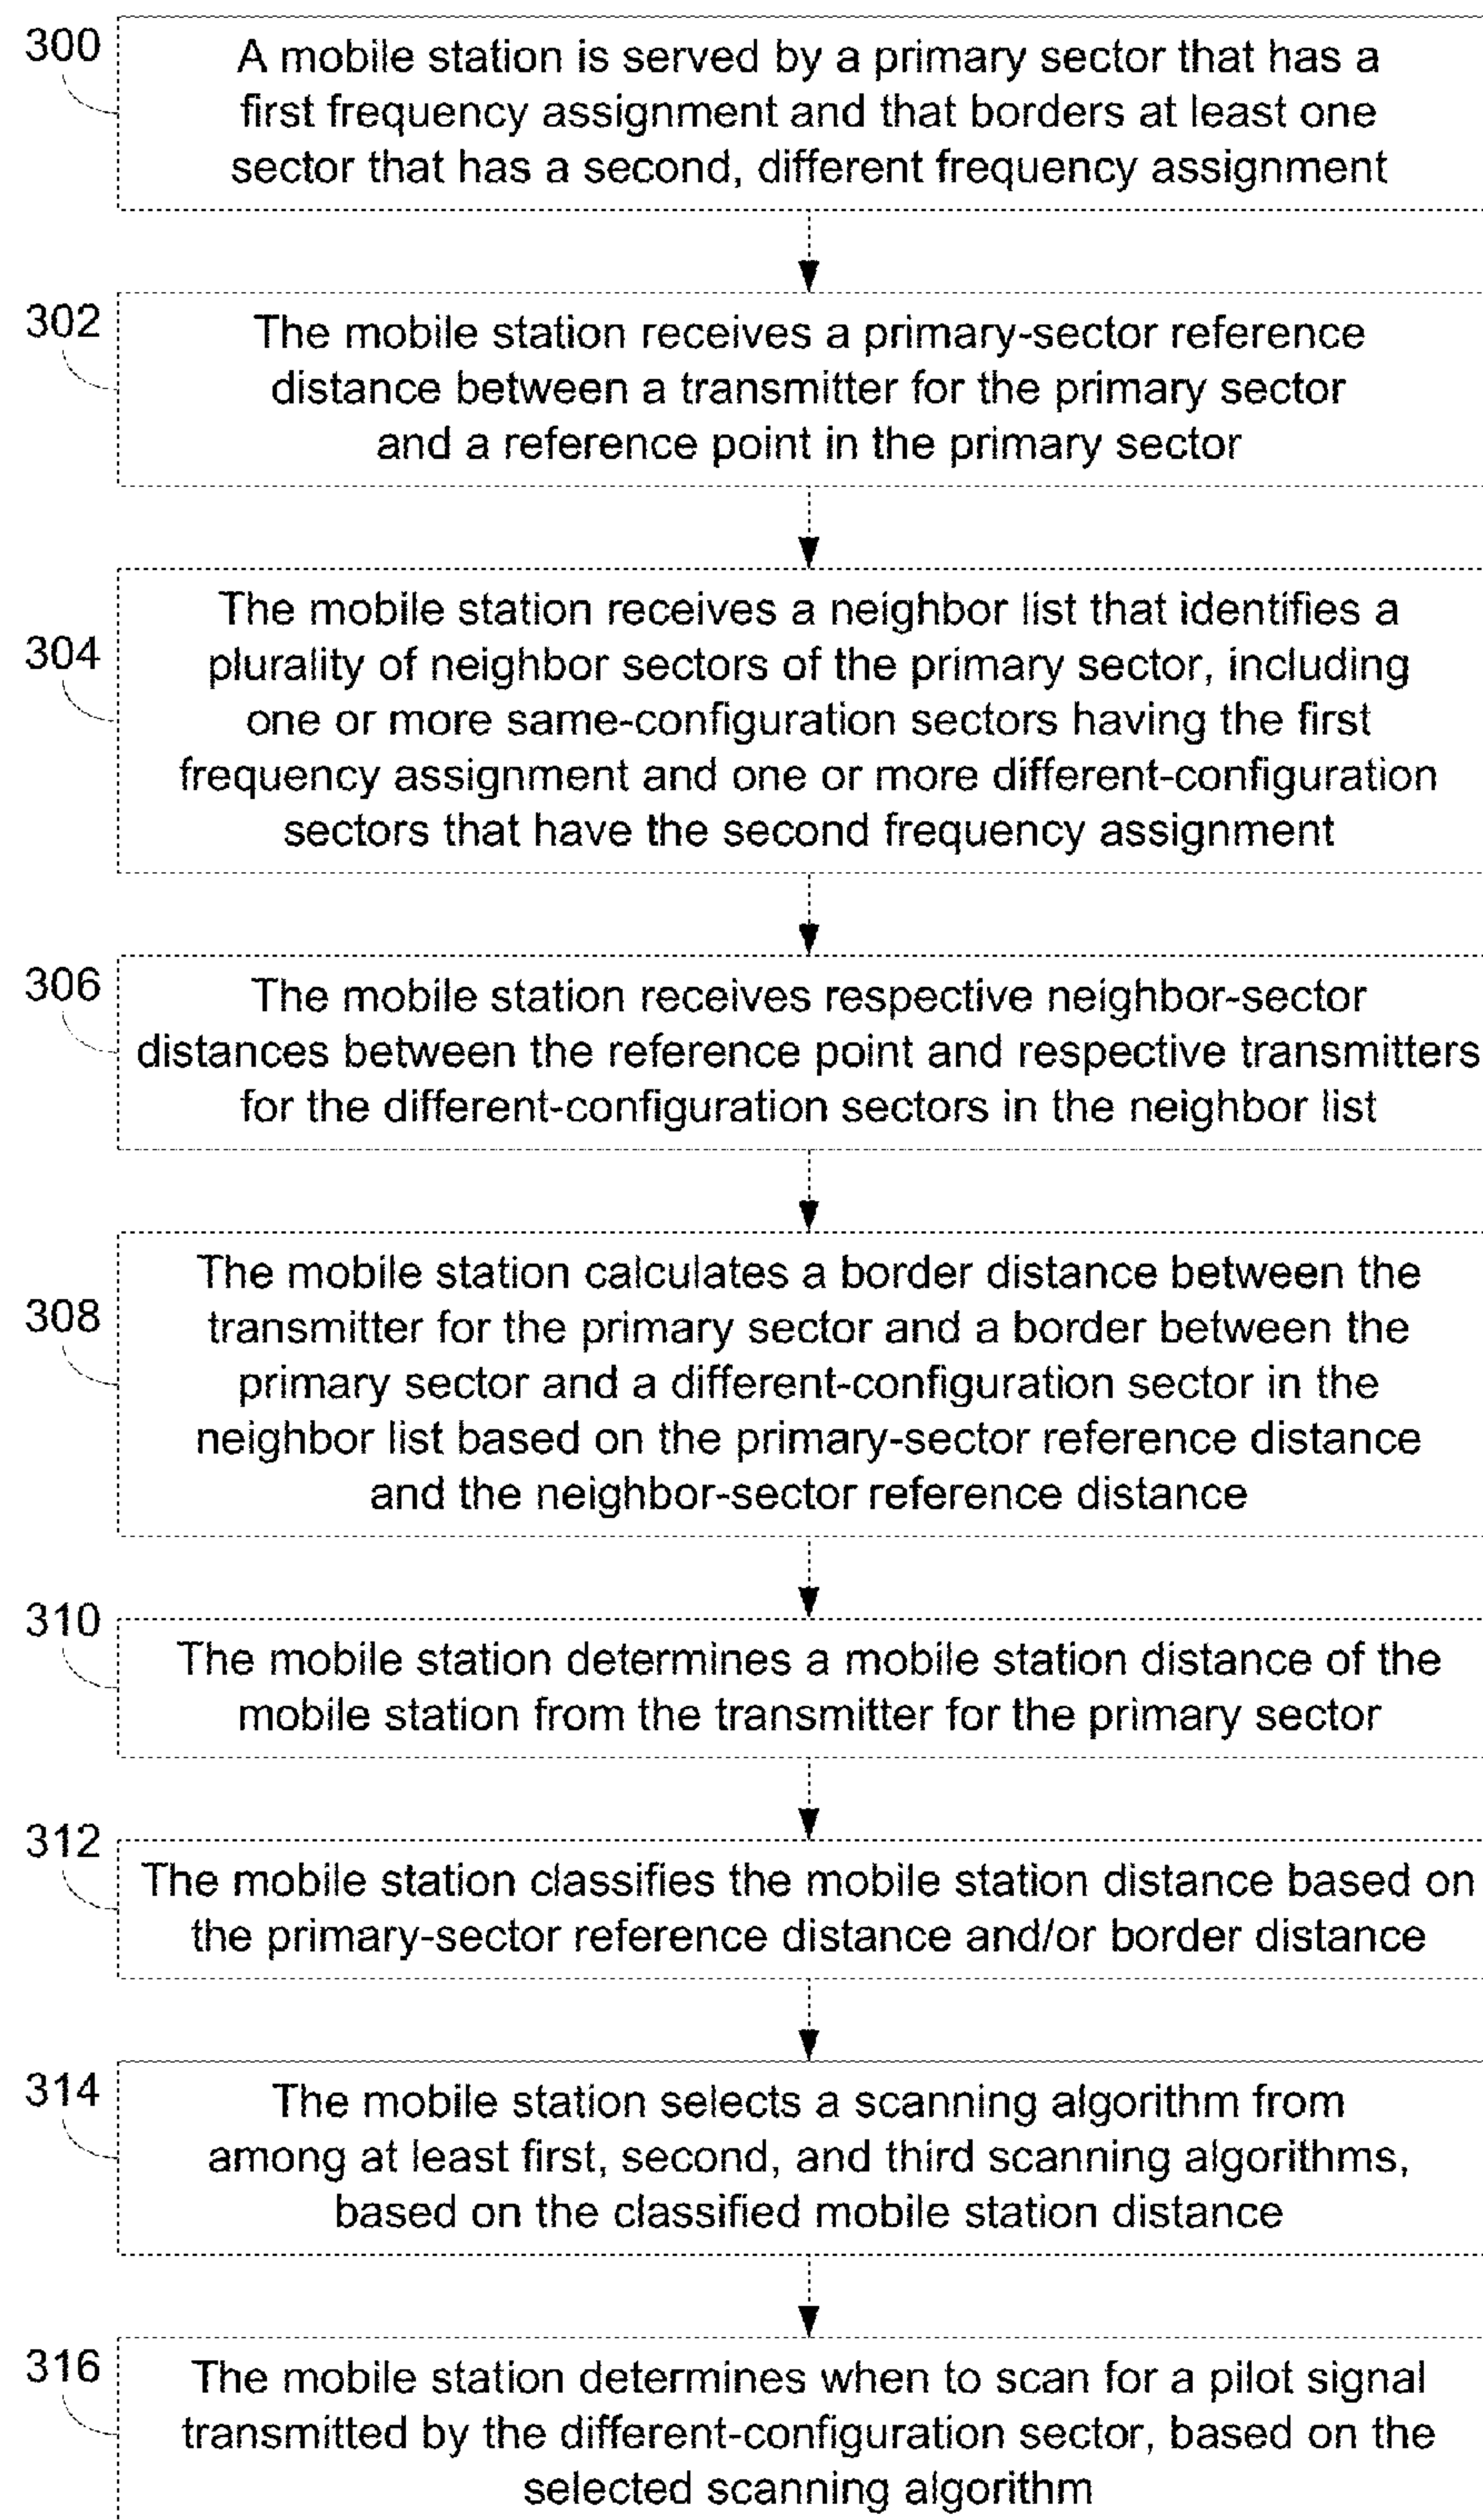 300
A mobile station is served by a primary sector that has a
first frequency assignment and that borders at least one
sector that has a second, different frequency assignment
302
The mobile station receives a primary-sector reference
distance between a transmitter for the primary sector
and a reference point in the primary sector
304
The mobile station receives a neighbor list that identifies a
plurality of neighbor sectors of the primary sector, including
one or more same-configuration sectors having the first
frequency assignment and one or more different-configuration
sectors that have the second frequency assignment
306
The mobile station receives respective neighbor-sector
distances between the reference point and respective transmitters
for the different-configuration sectors in the neighbor list
308
The mobile station calculates a border distance between the
transmitter for the primary sector and a border between the
primary sector and a different-configuration sector in the
neighbor list based on the primary-sector reference distance
and the neighbor-sector reference distance
310
The mobile station determines a mobile station distance of the
mobile station from the transmitter for the primary sector
312
The mobile station classifies the mobile station distance based on
the primary-sector reference distance and/or border distance
314
The mobile station selects a scanning algorithm from
among at least first, second, and third scanning algorithms,
based on the classified mobile station distance
316
The mobile station determines when to scan for a pilot signal
transmitted by the different-configuration sector, based on the
selected scanning algorithm